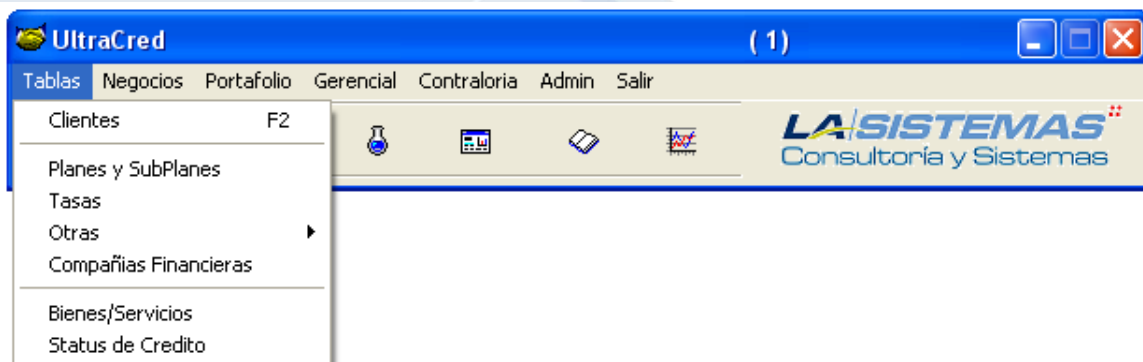 UltraCred (1)
Tablas Negocios Portafolio Gerencial Contraloria Admin Salir
Clientes F2
LA SISTEMAS
Consultoría y Sistemas
Planes y SubPlanes
Tasas
Otras
Compañias Financieras
Bienes/Servicios
Status de Credito